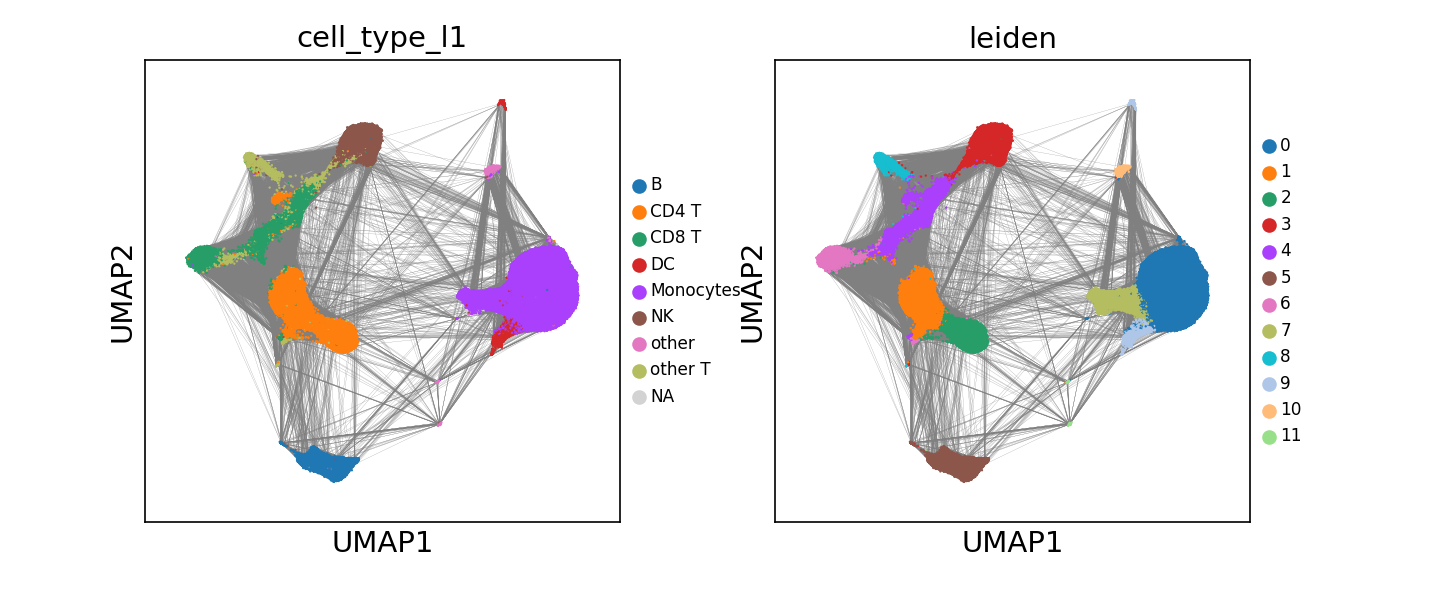 cell_type_l1
UMAP2
UMAP1
B
CD4 T
CD8 T
DC
Monocytes
NK
other
other T
NA
leiden
UMAP2
UMAP1
0
1
2
3
4
5
6
7
8
9
10
11